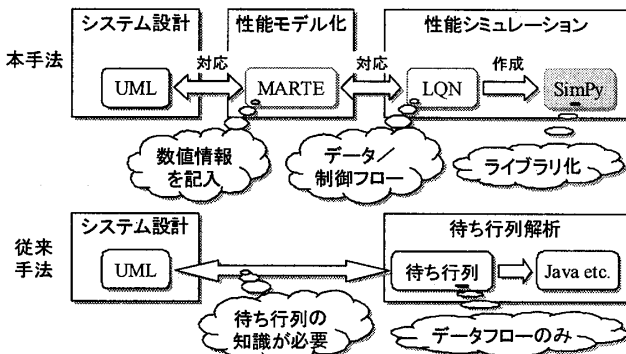 システム設計
性能モデル化
性能シミュレーション
本手法
対応
対応
作成
UML
MARTE
LQN
SimPy
数値情報
を記入
データ/
制御フロー
ライブラリ化
システム設計
待ち行列解析
従来
手法
UML
待ち行列
Java etc.
待ち行列の
知識が必要
データフローのみ